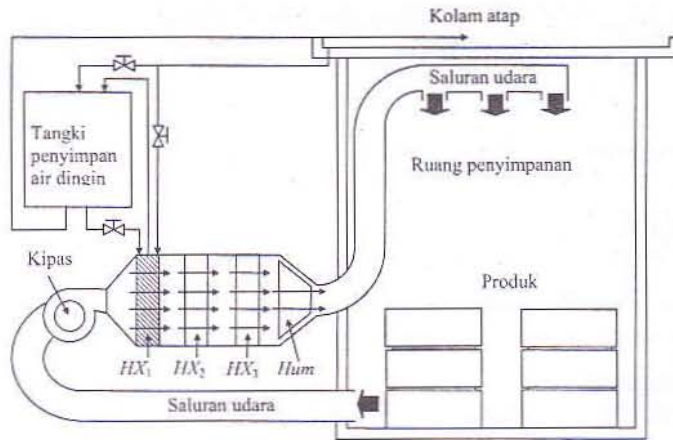 Kolam atap
Saluran udara
Tangki
penyimpan
air dingin
Ruang penyimpanan
Kipas
Produk
HX1
HX2
HX3
Hum
Saluran udara